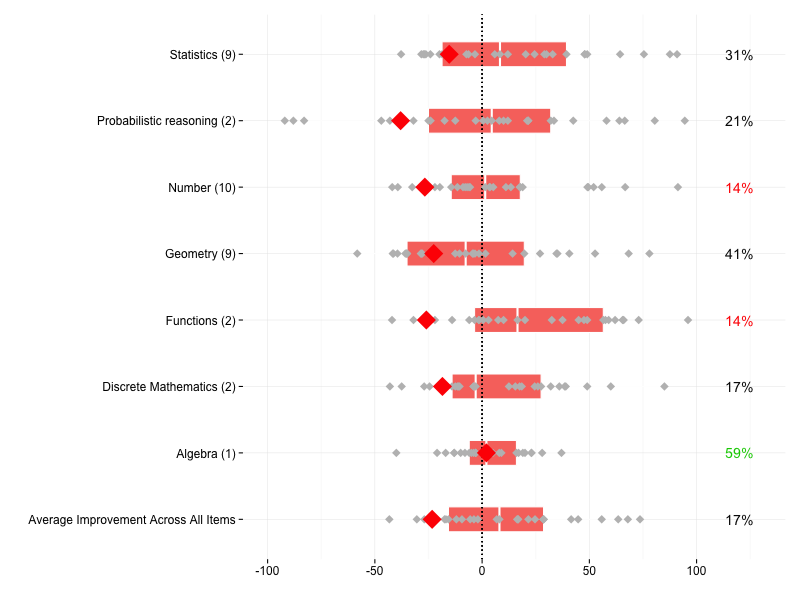 Statistics (9) 31%
Probabilistic reasoning (2) 21%
Number (10) 14%
Geometry (9) 41%
Functions (2) 14%
Discrete Mathematics (2) 17%
Algebra (1) 59%
Average Improvement Across All Items 17%
-100 -50 0 50 100